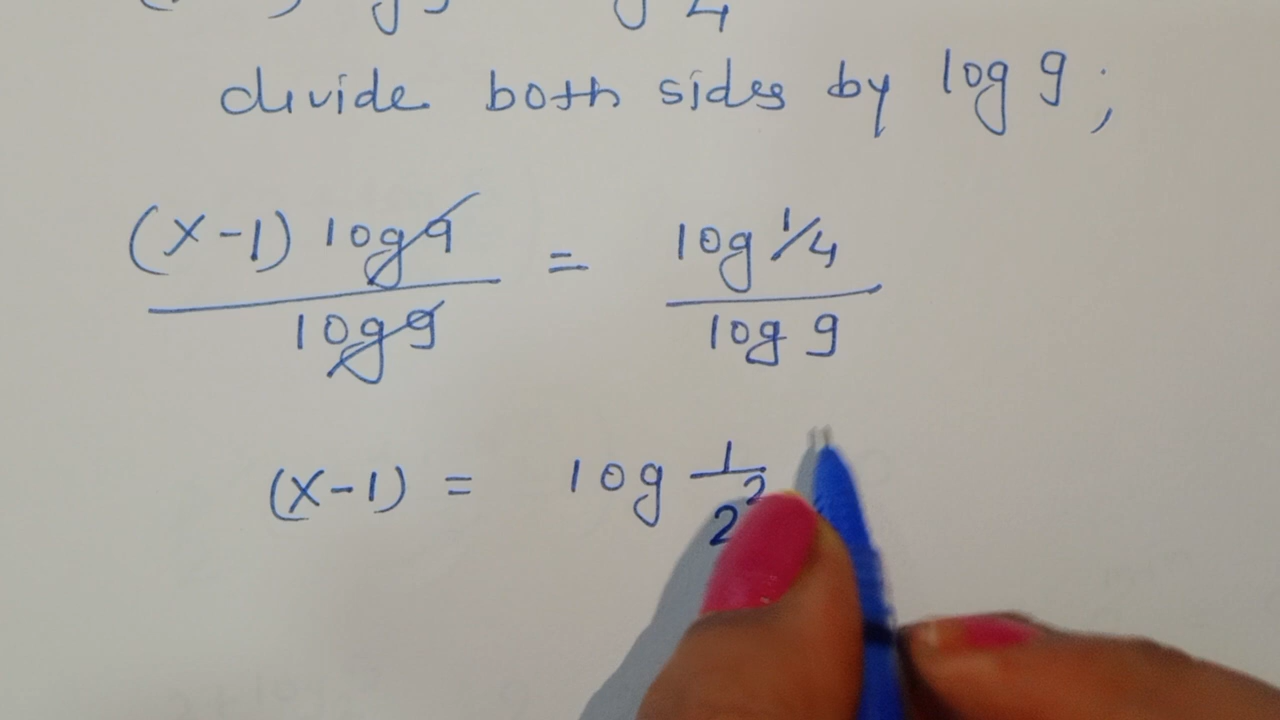 divide both sides by log 9;
(x-1) log 9 / log 9 = log 1/4 / log 9
(x-1) = log 1/2²